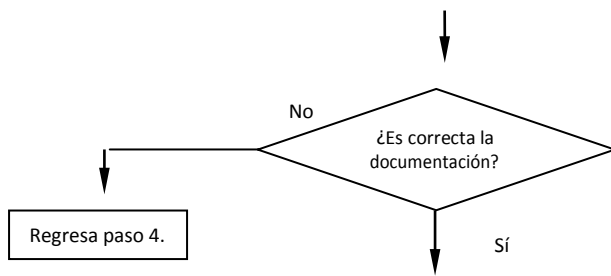 No
¿Es correcta la
documentación?
Regresa paso 4.
Sí